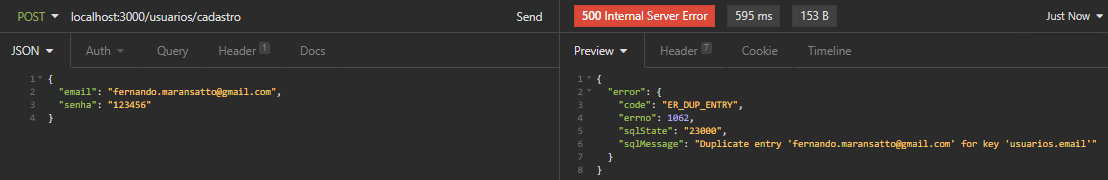 POST localhost:3000/usuarios/cadastro Send
JSON Auth Query Header 1 Docs
1 {
2 "email": "fernando.maransatto@gmail.com",
3 "senha": "123456"
4 }
500 Internal Server Error 595 ms 153 B Just Now
Preview Header 7 Cookie Timeline
1 {
2 "error": {
3 "code": "ER_DUP_ENTRY",
4 "errno": 1062,
5 "sqlState": "23000",
6 "sqlMessage": "Duplicate entry 'fernando.maransatto@gmail.com' for key 'usuarios.email'"
7 }
8 }